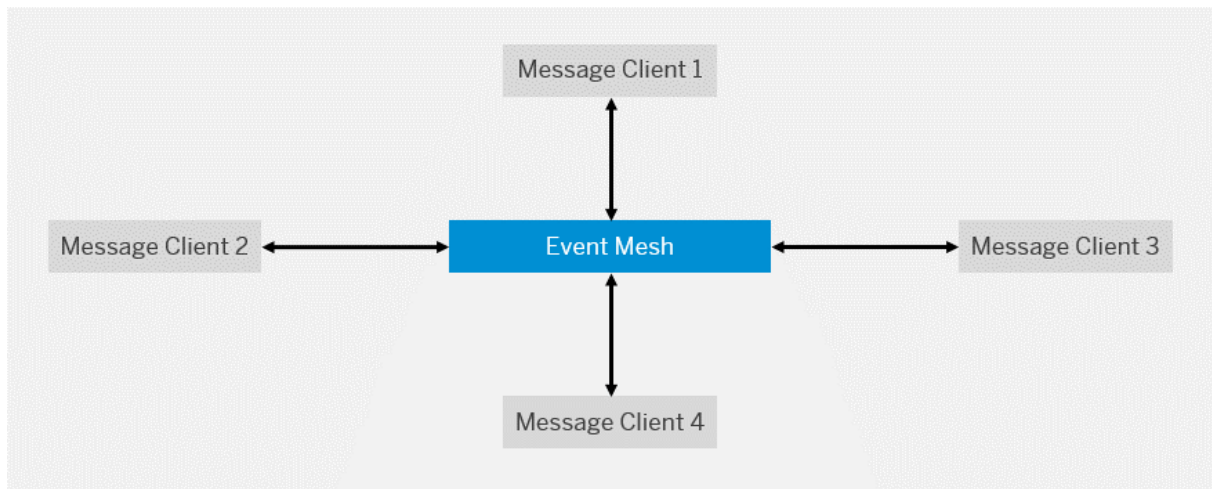 Message Client 1
Message Client 2
Event Mesh
Message Client 3
Message Client 4